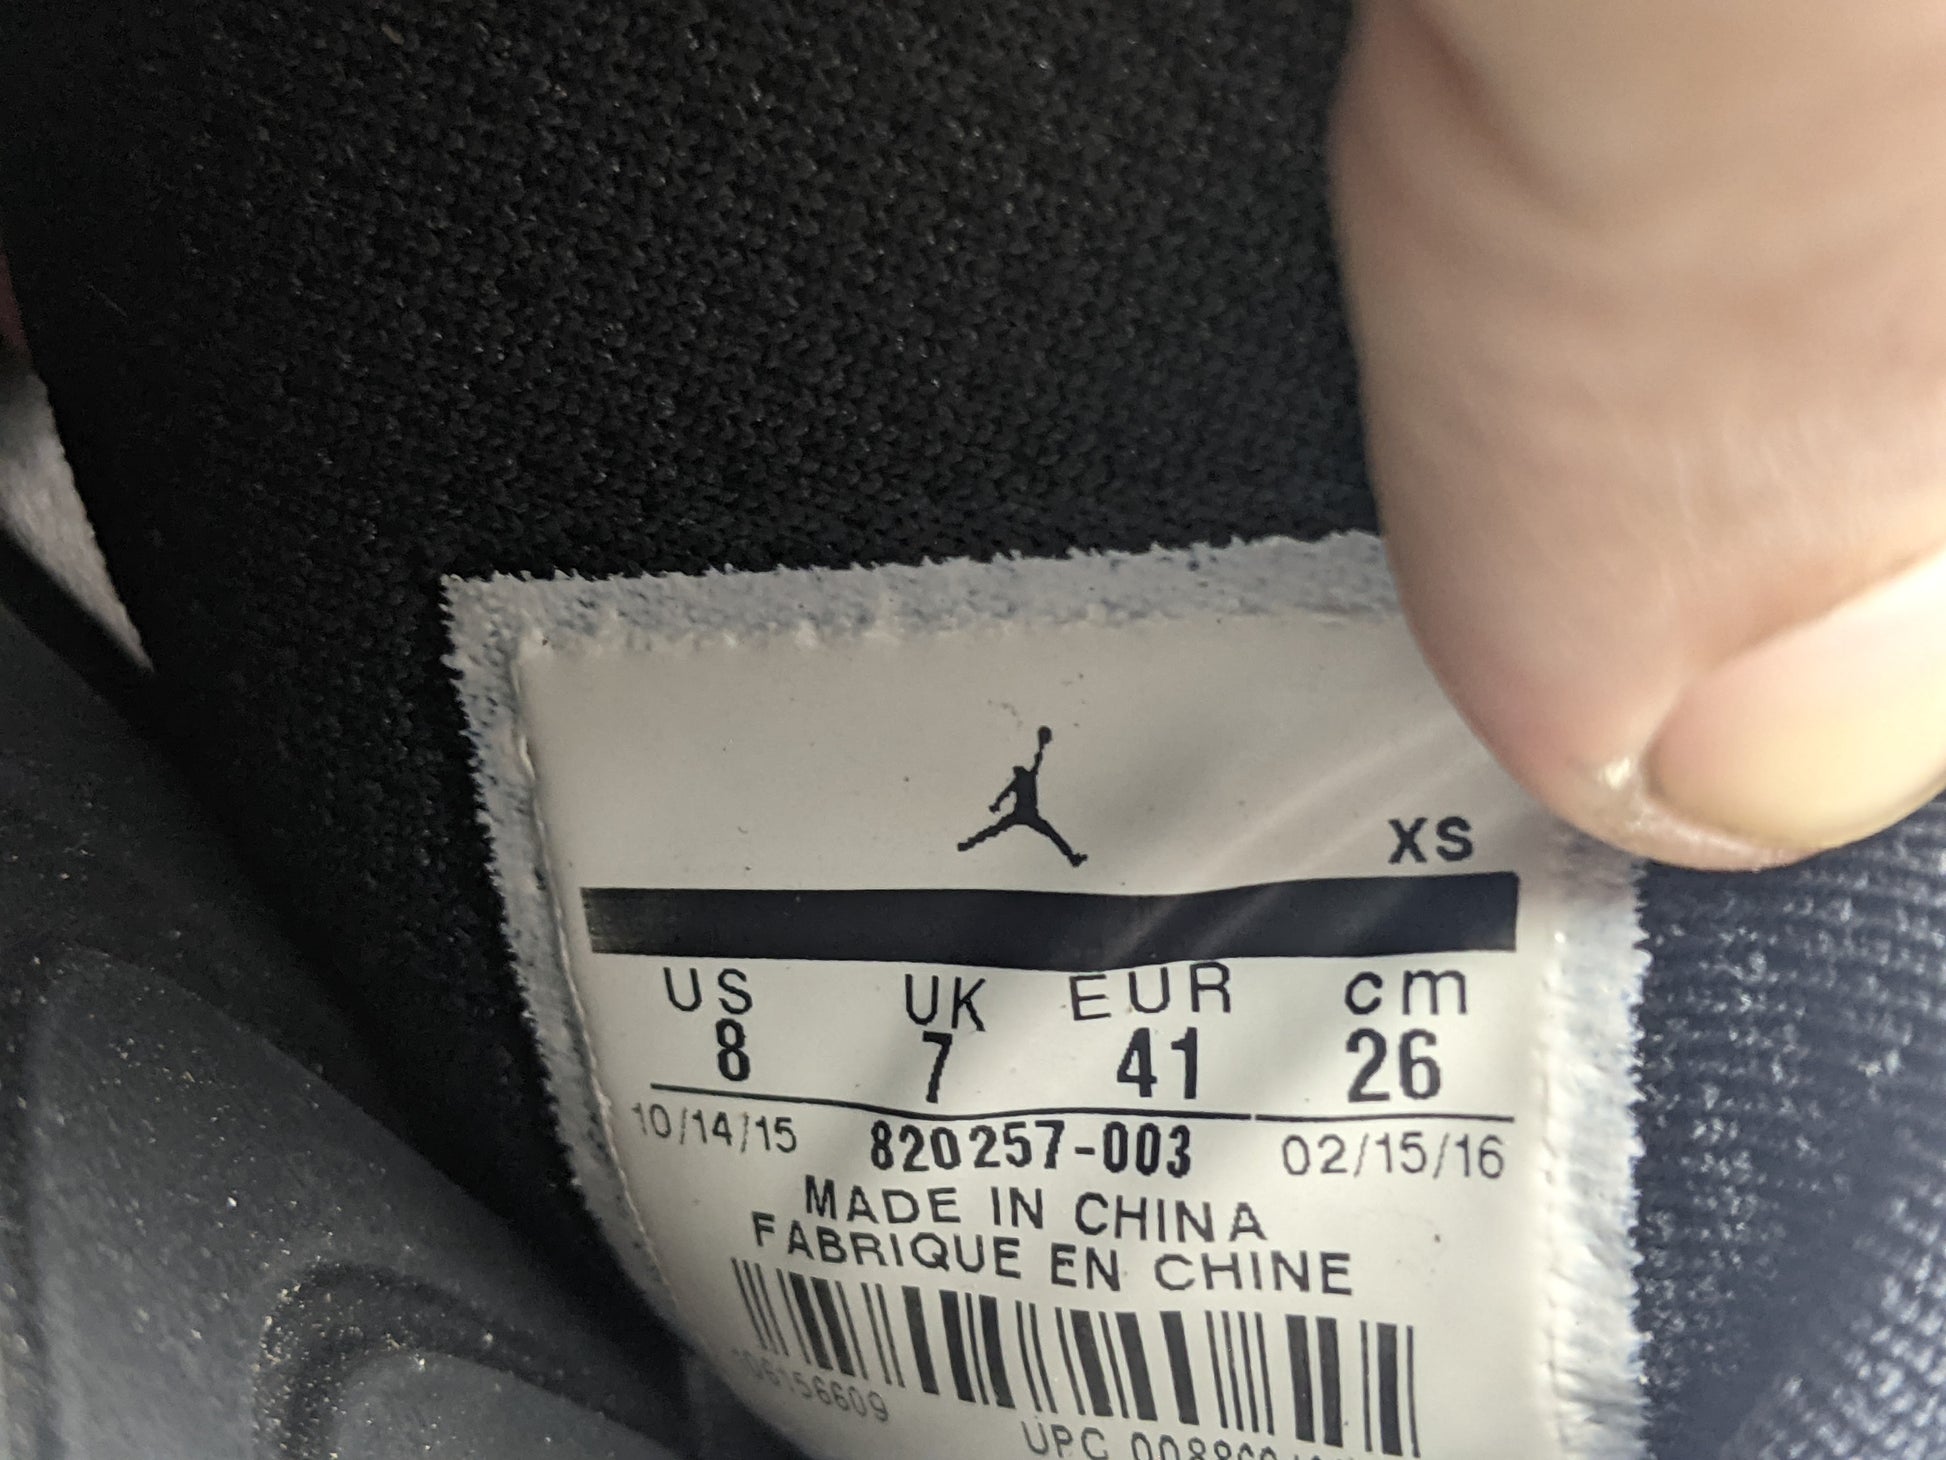 XS
US UK EUR cm
8 7 41 26
10/14/15 820257-003 02/15/16
MADE IN CHINA
FABRIQUE EN CHINE
UPC